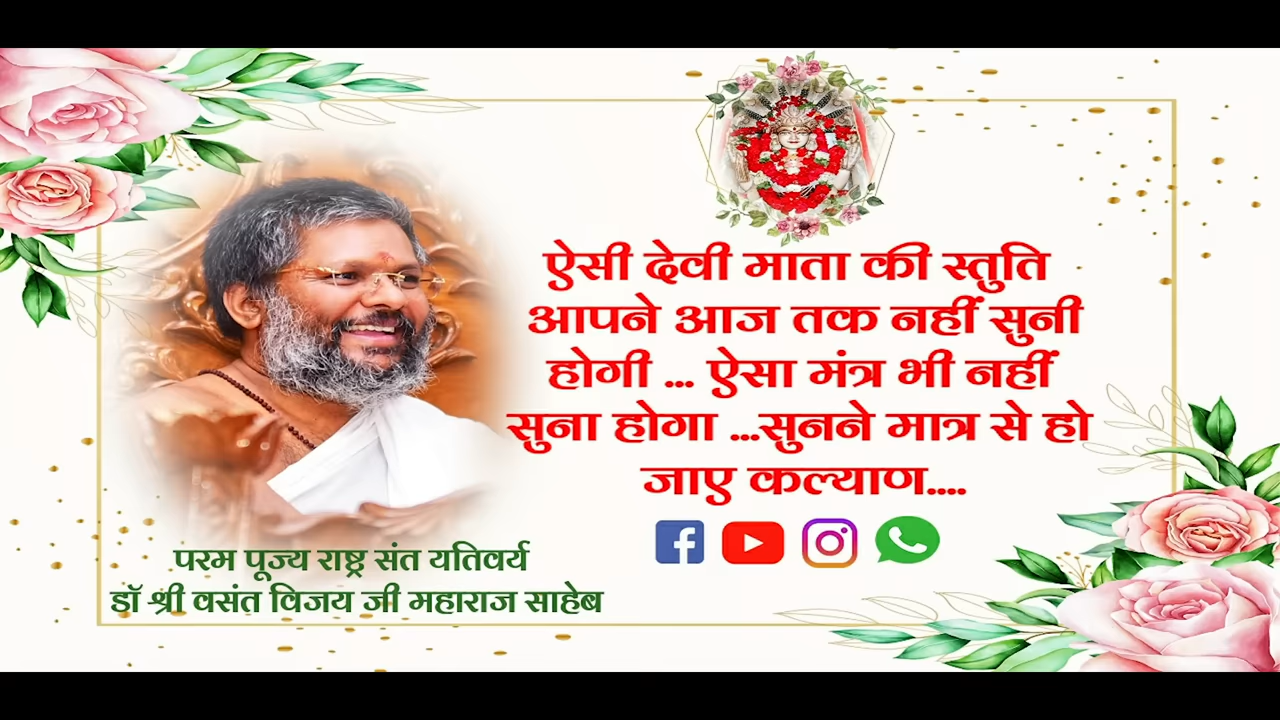 ऐसी देवी माता की स्तुति
आपने आज तक नहीं सुनी
होगी ... ऐसा मंत्र भी नहीं
सुना होगा ...सुनने मात्र से हो
जाए कल्याण....
परम पूज्य राष्ट्र संत यतिवर्य
डॉ श्री वसंत विजय जी महाराज साहेब